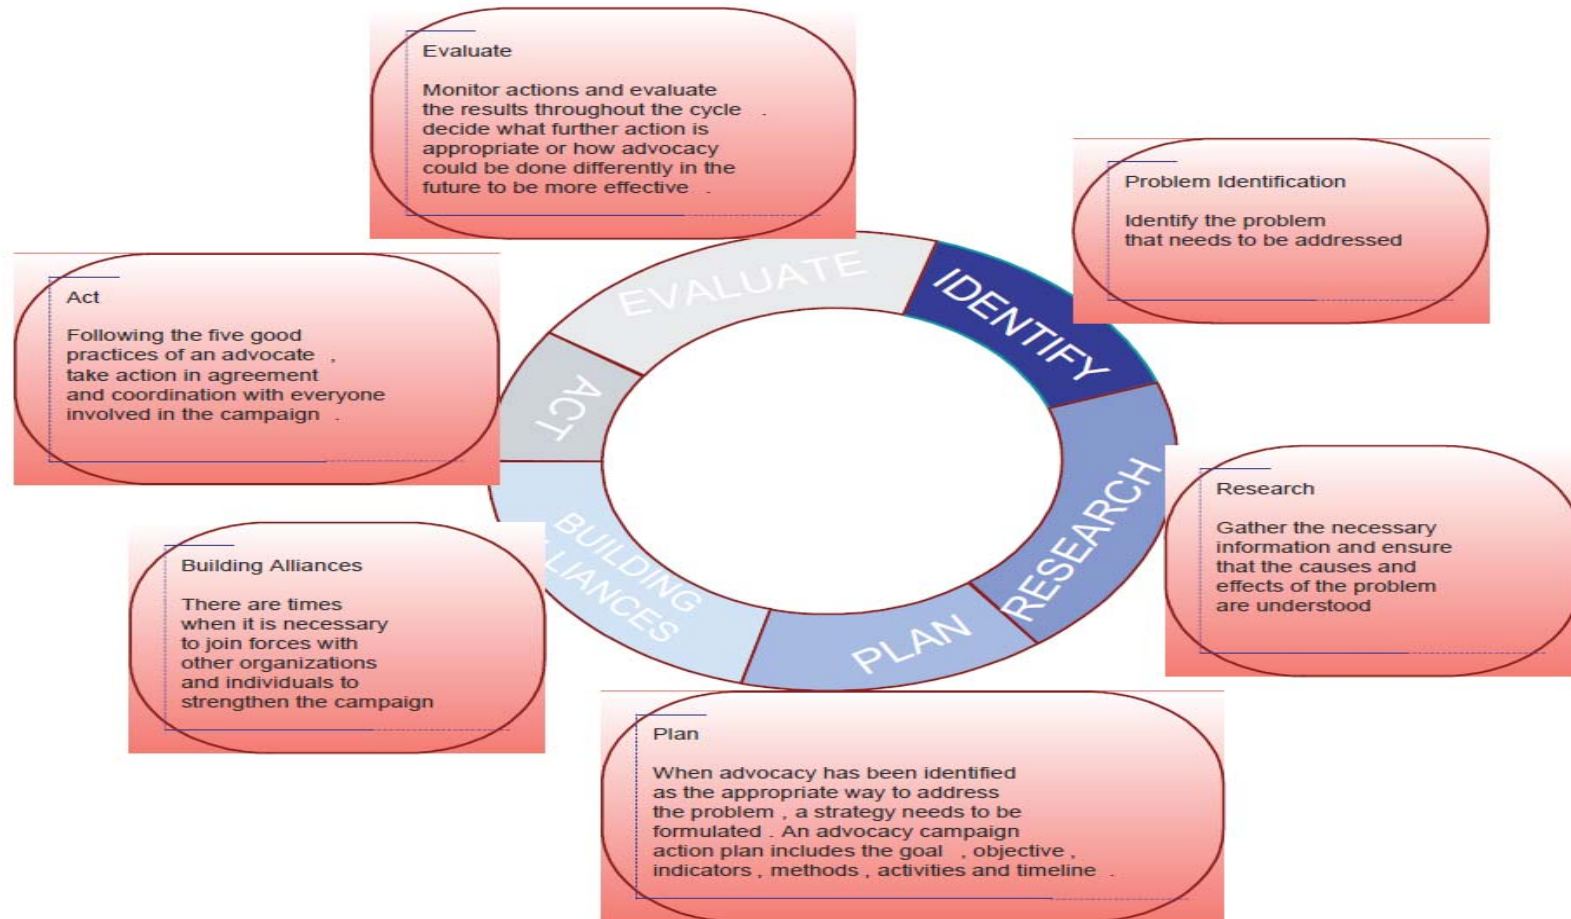 Evaluate
Monitor actions and evaluate
the results throughout the cycle .
decide what further action is
appropriate or how advocacy
could be done differently in the
future to be more effective .
Problem Identification
Identify the problem
that needs to be addressed
Act
Following the five good
practices of an advocate ,
take action in agreement
and coordination with everyone
involved in the campaign .
EVALUATE
IDENTIFY
ACT
RESEARCH
BUILDING
LLIANCES
PLAN
Research
Gather the necessary
information and ensure
that the causes and
effects of the problem
are understood
Building Alliances
There are times
when it is necessary
to join forces with
other organizations
and individuals to
strengthen the campaign
Plan
When advocacy has been identified
as the appropriate way to address
the problem , a strategy needs to be
formulated . An advocacy campaign
action plan includes the goal , objective ,
indicators , methods , activities and timeline .